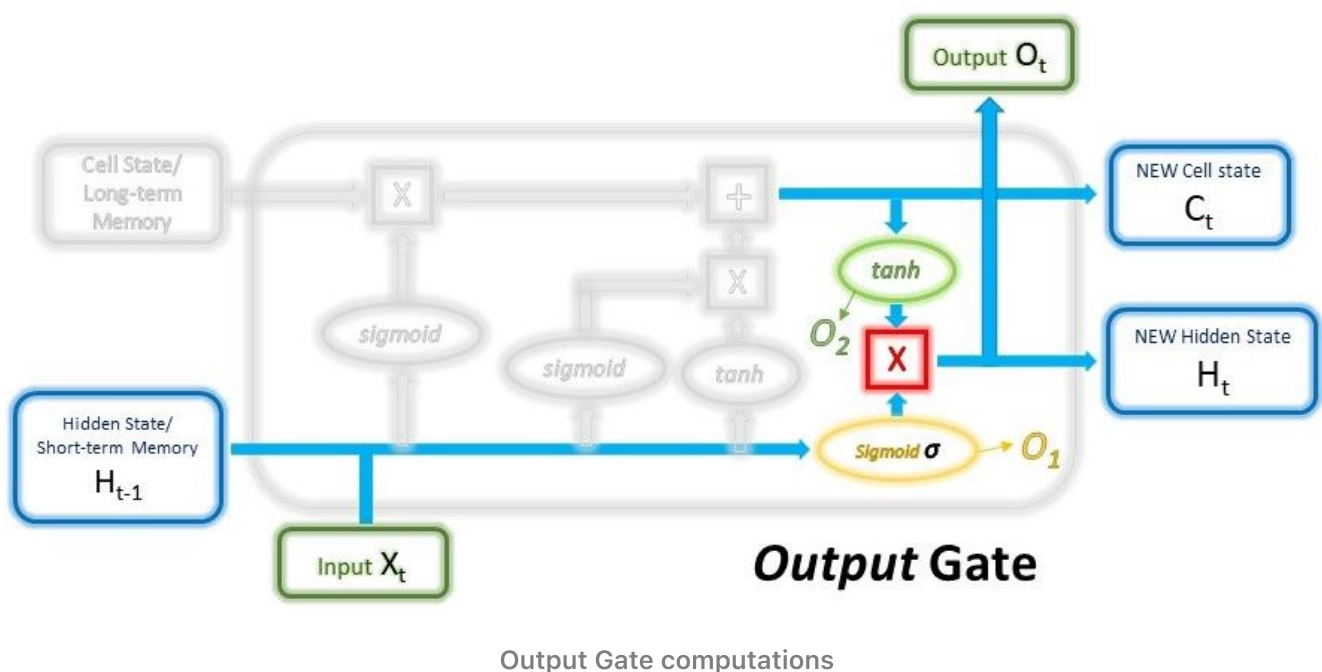 Output Oₜ
Cell State/
Long-term
Memory
X
+
NEW Cell state
Cₜ
tanh
X
O₂
sigmoid
sigmoid
tanh
X
NEW Hidden State
Hₜ
Hidden State/
Short-term Memory
Hₜ₋₁
Sigmoid σ
O₁
Input Xₜ
Output Gate
Output Gate computations